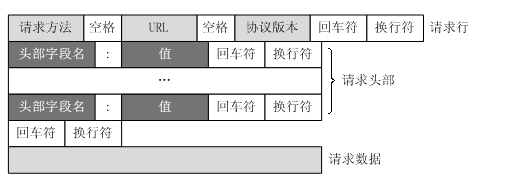 请求方法 空格 URL 空格 协议版本 回车符 换行符 请求行
头部字段名 : 值 回车符 换行符
… 请求头部
头部字段名 : 值 回车符 换行符
回车符 换行符
请求数据